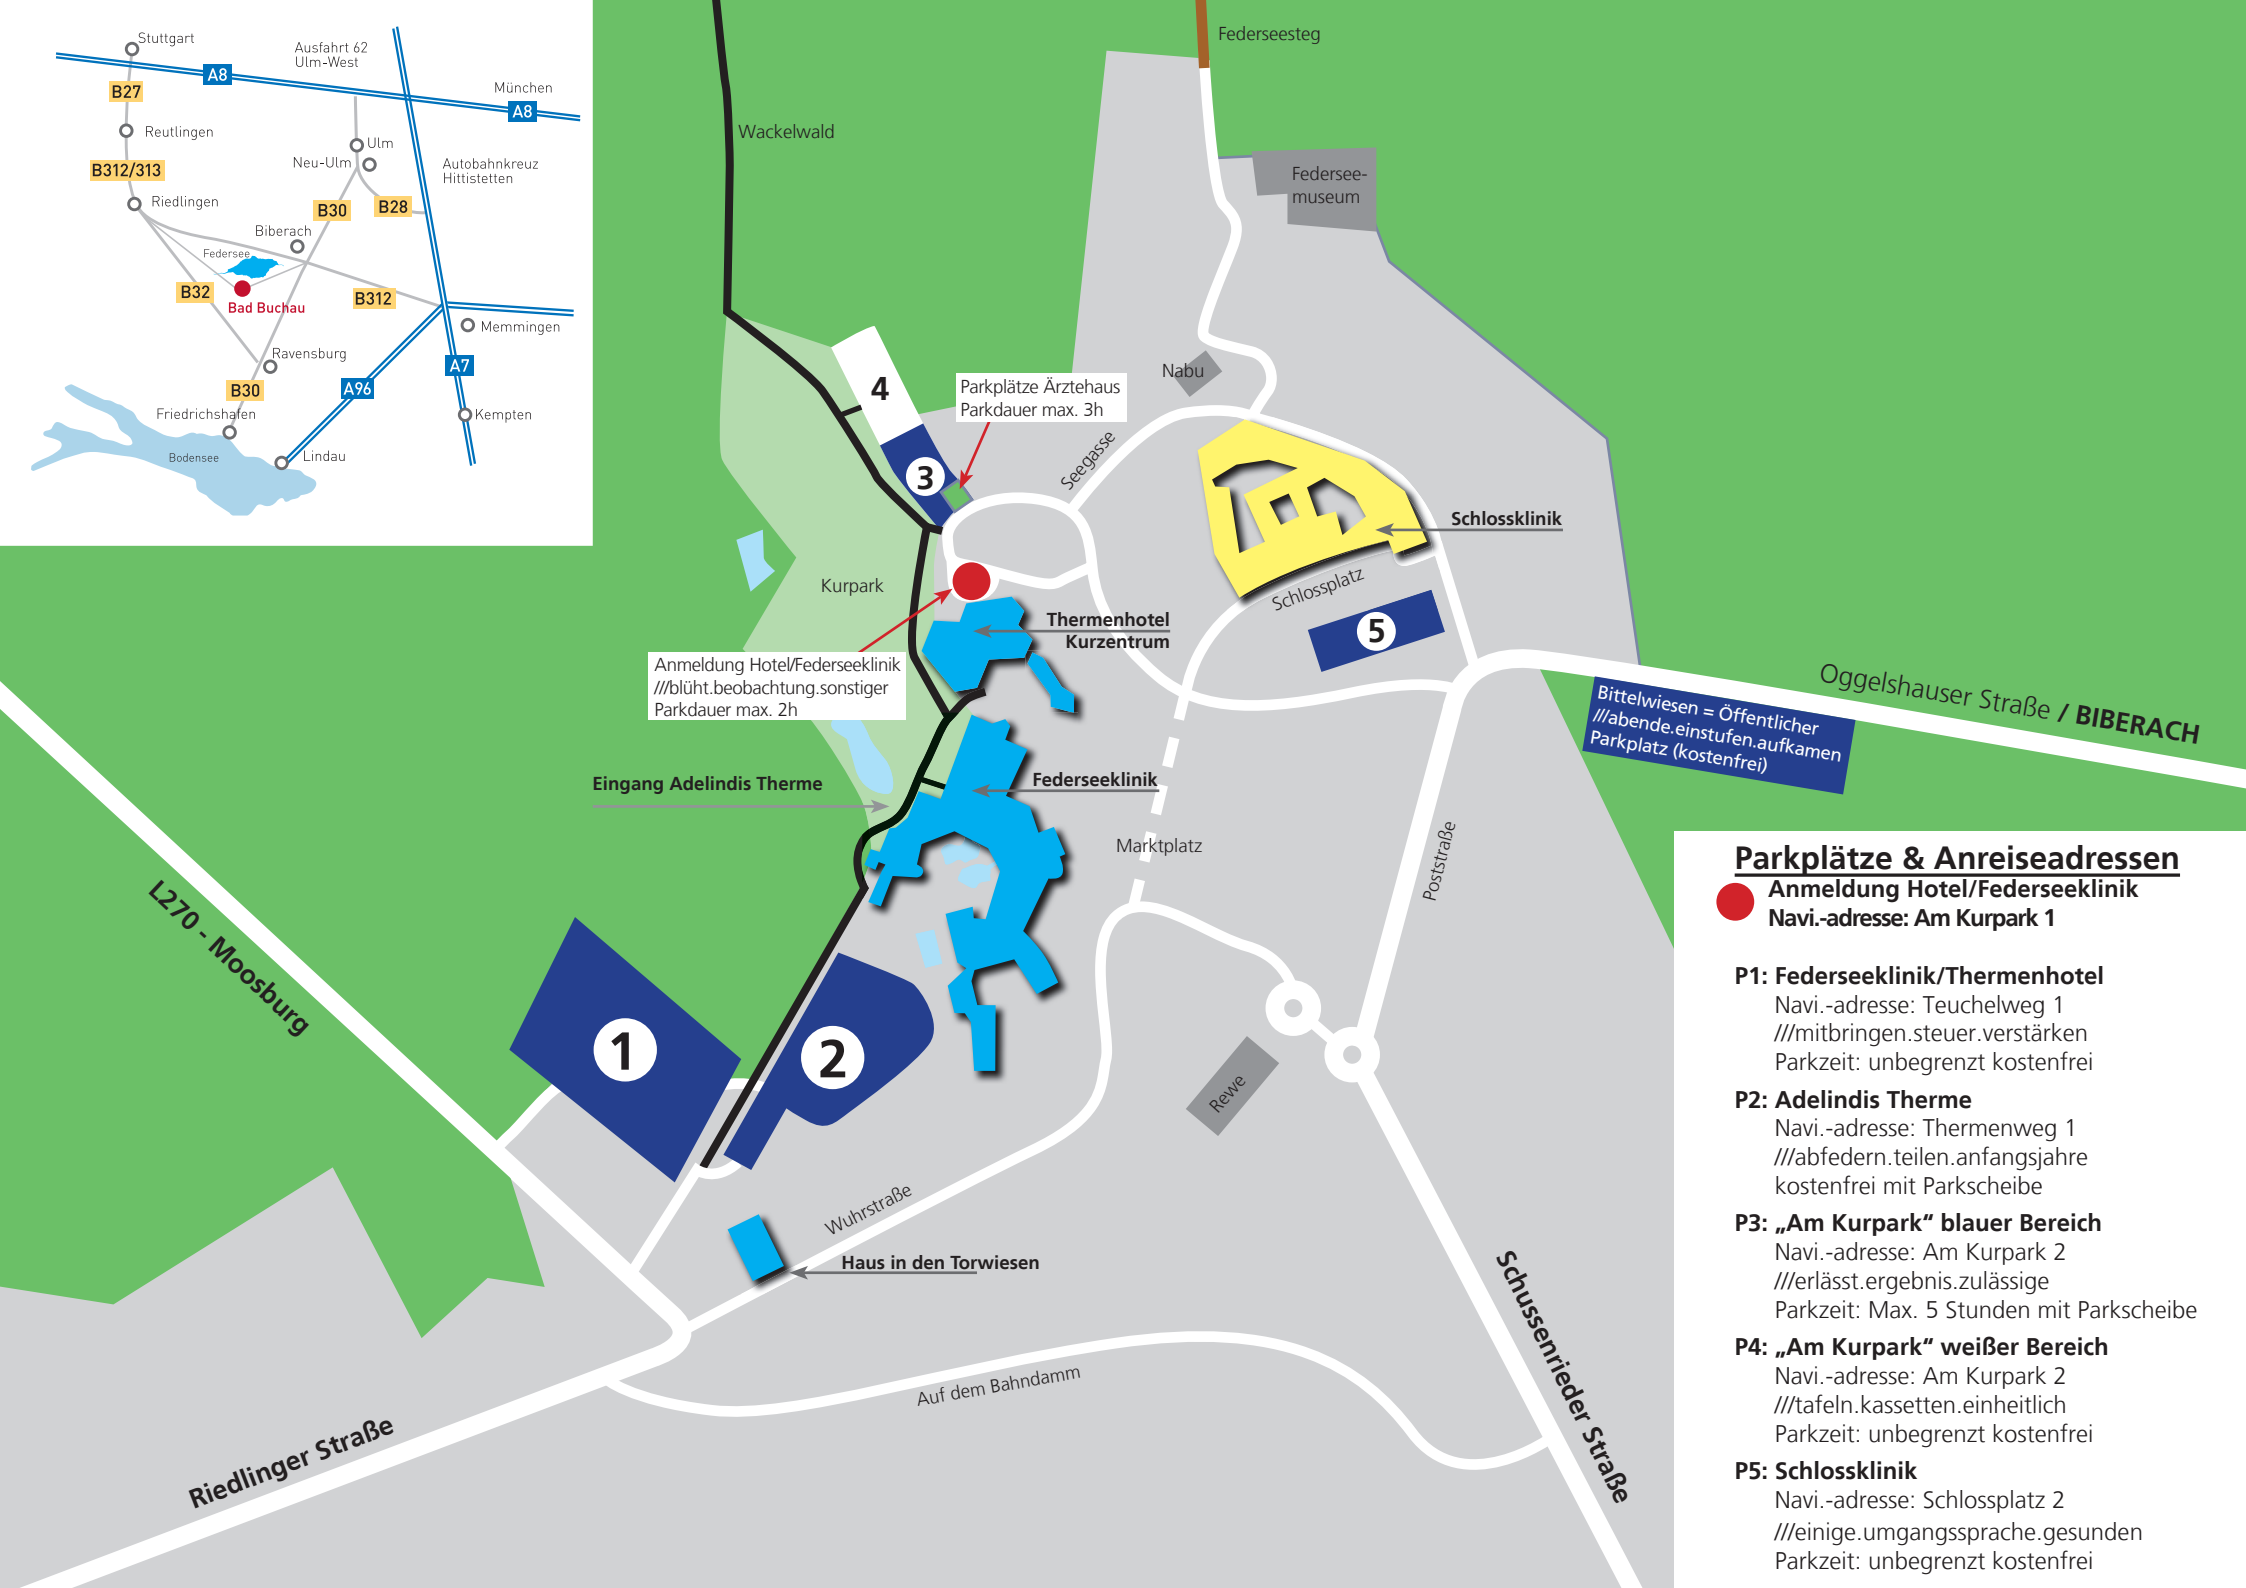 Stuttgart
Ausfahrt 62
Ulm-West
A8
München
A8
B27
Reutlingen
Ulm
Neu-Ulm
Autobahnkreuz
Hittistetten
B312/313
Riedlingen
B30
B28
Biberach
Federsee
B32
B312
Bad Buchau
Memmingen
Ravensburg
A7
B30
A96
Friedrichshafen
Kempten
Bodensee
Lindau
Federseesteg
Wackelwald
Federsee-
museum
Nabu
4
Parkplätze Ärztehaus
Parkdauer max. 3h
3
Seegasse
Schlossklinik
Kurpark
Schlossplatz
Thermenhotel
Kurzentrum
5
Anmeldung Hotel/Federseeklinik
///blüht.beobachtung.sonstiger
Parkdauer max. 2h
Oggelshauser Straße / BIBERACH
Bittelwiesen = Öffentlicher
///abende.einstufen.aufkamen
Parkplatz (kostenfrei)
Eingang Adelindis Therme
Federseeklinik
Marktplatz
Poststraße
L270 - Moosburg
1
2
Rewe
Wuhrstraße
Haus in den Torwiesen
Schussenrieder Straße
Auf dem Bahndamm
Riedlinger Straße
Parkplätze & Anreiseadressen
Anmeldung Hotel/Federseeklinik
Navi.-adresse: Am Kurpark 1
P1: Federseeklinik/Thermenhotel
Navi.-adresse: Teuchelweg 1
///mitbringen.steuer.verstärken
Parkzeit: unbegrenzt kostenfrei
P2: Adelindis Therme
Navi.-adresse: Thermenweg 1
///abfedern.teilen.anfangsjahre
kostenfrei mit Parkscheibe
P3: „Am Kurpark“ blauer Bereich
Navi.-adresse: Am Kurpark 2
///erlässt.ergebnis.zulässige
Parkzeit: Max. 5 Stunden mit Parkscheibe
P4: „Am Kurpark“ weißer Bereich
Navi.-adresse: Am Kurpark 2
///tafeln.kassetten.einheitlich
Parkzeit: unbegrenzt kostenfrei
P5: Schlossklinik
Navi.-adresse: Schlossplatz 2
///einige.umgangssprache.gesunden
Parkzeit: unbegrenzt kostenfrei